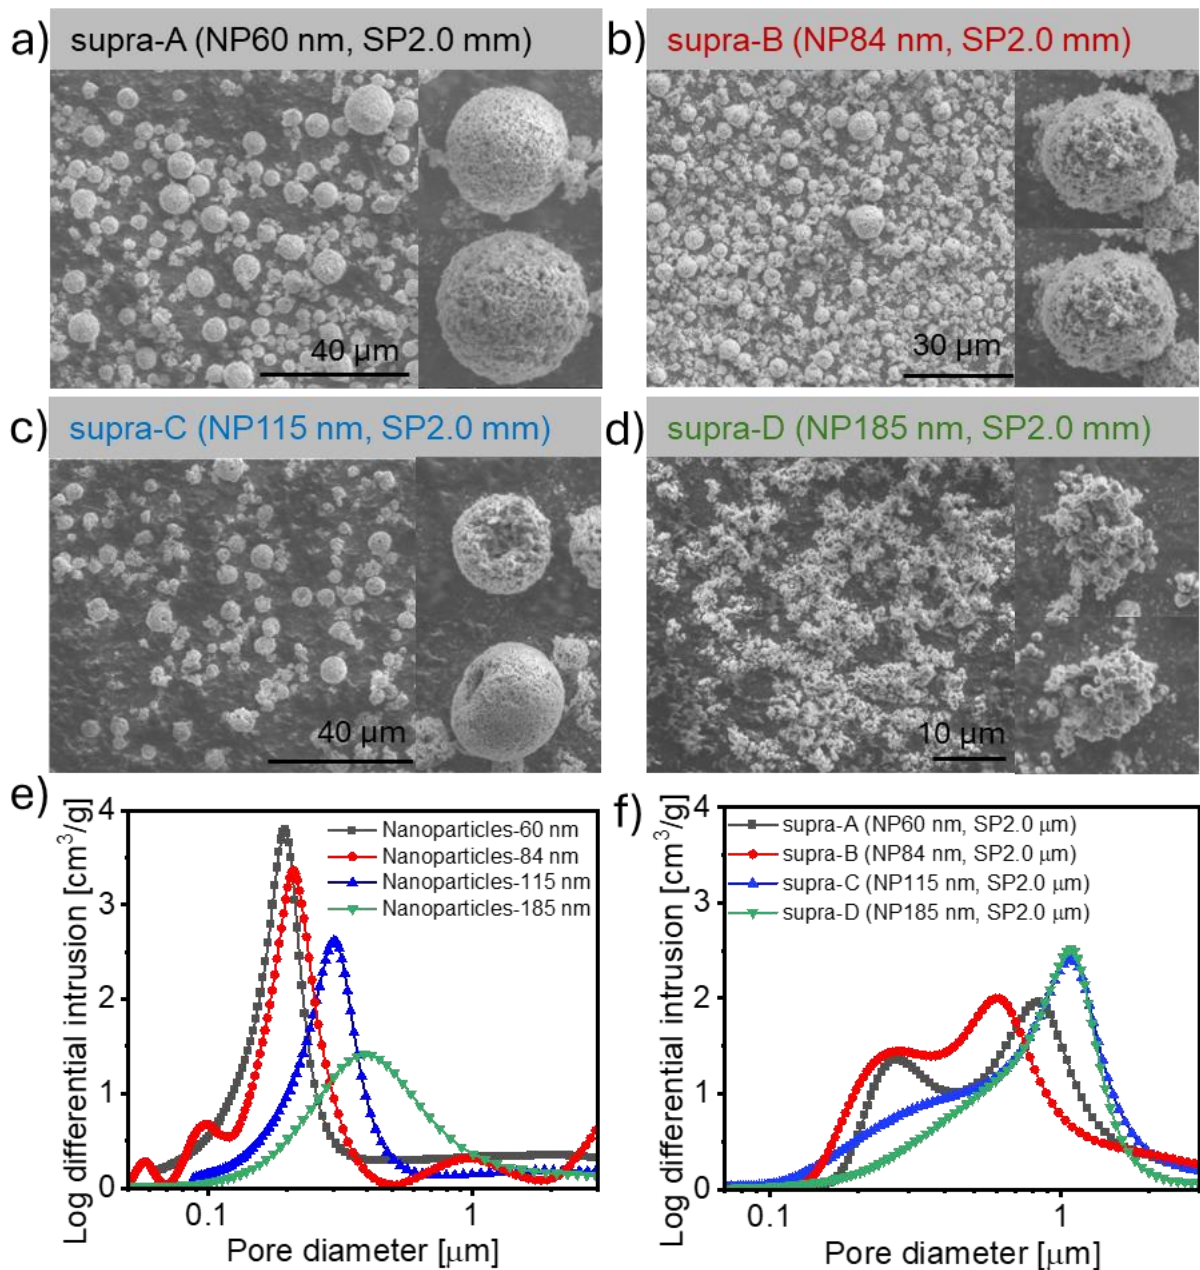 a) supra-A (NP60 nm, SP2.0 mm)
40 µm
b) supra-B (NP84 nm, SP2.0 mm)
30 µm
c) supra-C (NP115 nm, SP2.0 mm)
40 µm
d) supra-D (NP185 nm, SP2.0 mm)
10 µm
e)
Log differential intrusion [cm³/g]
4
3
2
1
0
Nanoparticles-60 nm
Nanoparticles-84 nm
Nanoparticles-115 nm
Nanoparticles-185 nm
0.1 1
Pore diameter [µm]
f)
Log differential intrusion [cm³/g]
4
3
2
1
0
supra-A (NP60 nm, SP2.0 µm)
supra-B (NP84 nm, SP2.0 µm)
supra-C (NP115 nm, SP2.0 µm)
supra-D (NP185 nm, SP2.0 µm)
0.1 1
Pore diameter [µm]